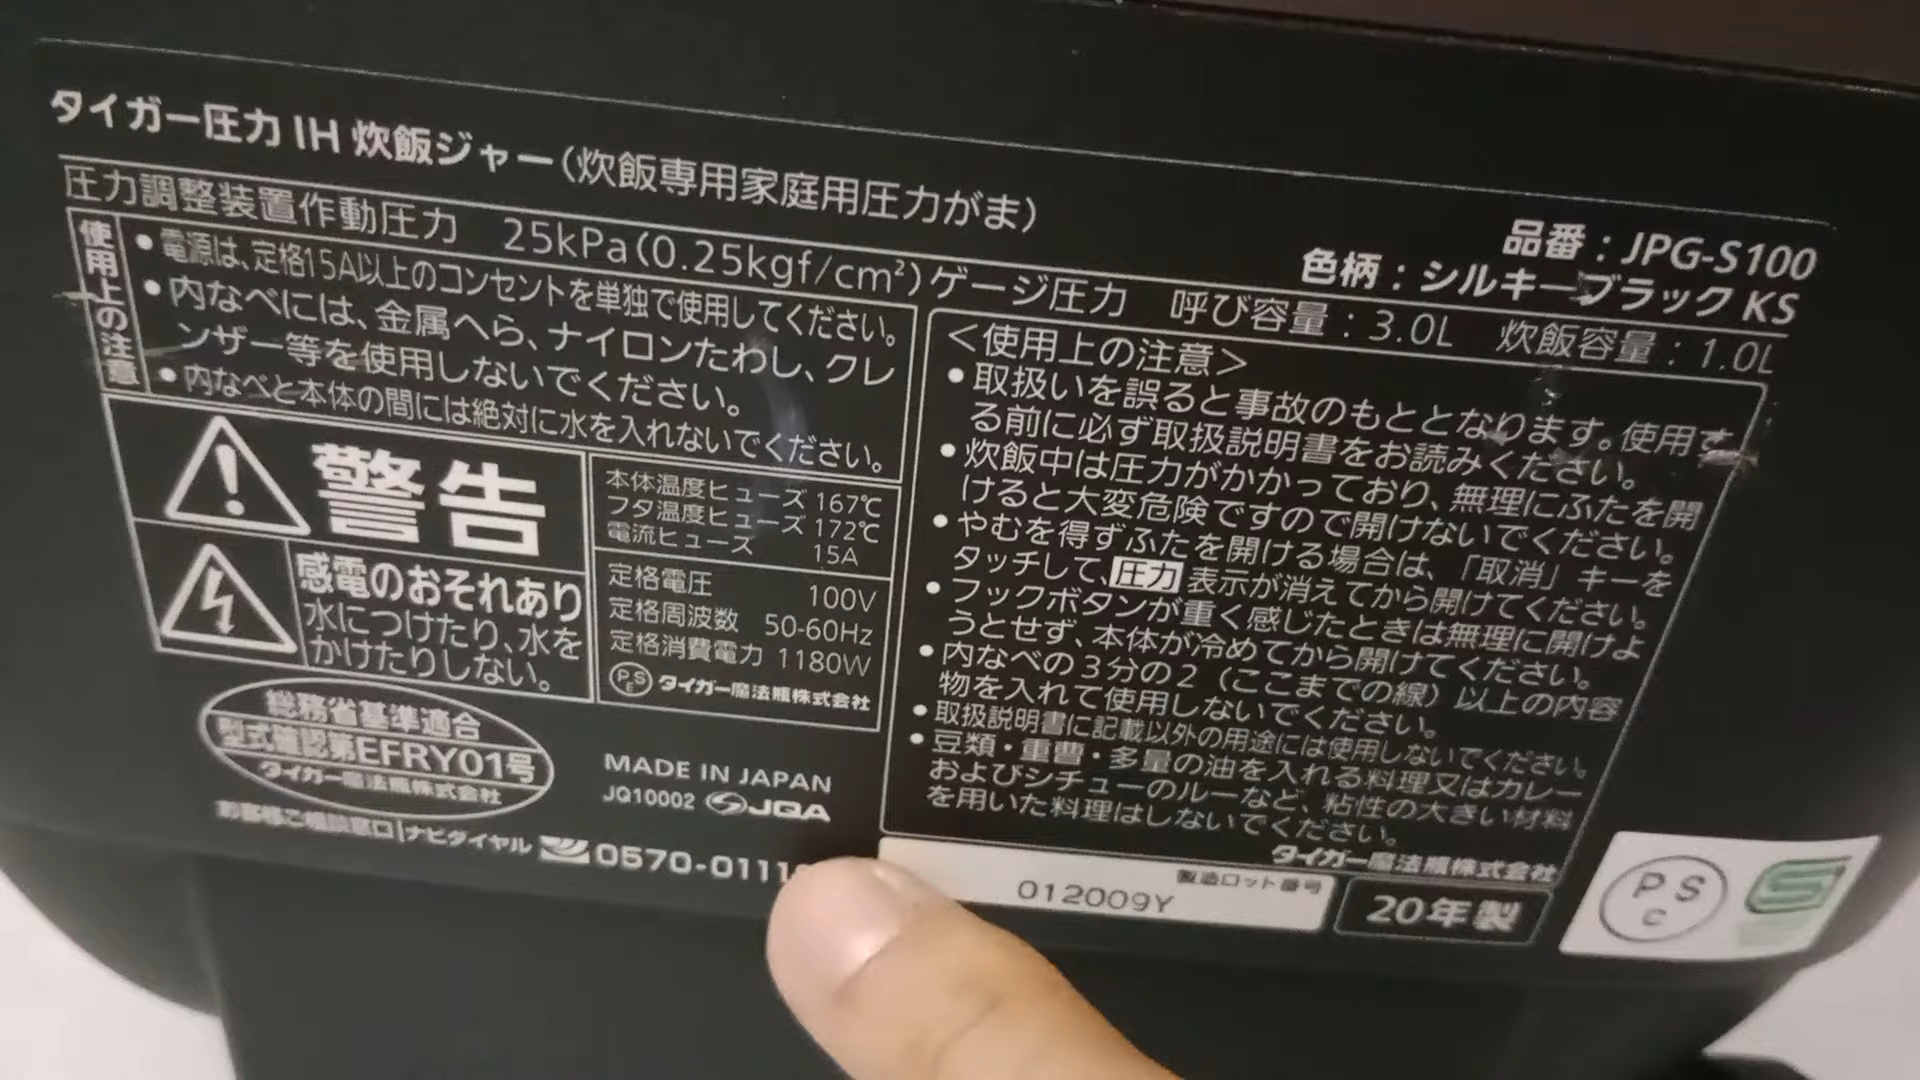 タイガー圧力IH 炊飯ジャー(炊飯専用家庭用圧力がま)
品番:JPG-S100
色柄:シルキーブラック KS
圧力調整装置作動圧力 25kPa(0.25kgf/cm²)ゲージ圧力 呼び容量:3.0L 炊飯容量:1.0L
使用上の注意
●電源は、定格15A以上のコンセントを単独で使用してください。
●内なべには、金属へら、ナイロンたわし、クレ
ンザー等を使用しないでください。
●内なべと本体の間には絶対に水を入れないでください。
警告
感電のおそれあり
水につけたり、水を
かけたりしない。
本体温度ヒューズ 167℃
フタ温度ヒューズ 172℃
電流ヒューズ 15A
定格電圧 100V
定格周波数 50-60Hz
定格消費電力 1180W
PSE タイガー魔法瓶株式会社
総務省基準適合
型式確認第EFRY01号
タイガー魔法瓶株式会社
MADE IN JAPAN
JQ10002 JQA
お客様ご相談窓口|ナビダイヤル 0570-0111
<使用上の注意>
●取扱いを誤ると事故のもととなります。使用す
る前に必ず取扱説明書をお読みください。
●炊飯中は圧力がかかっており、無理にふたを開
けると大変危険ですので開けないでください。
●やむを得ずふたを開ける場合は、「取消」キーを
タッチして、圧力 表示が消えてから開けてください。
●フックボタンが重く感じたときは無理に開けよ
うとせず、本体が冷めてから開けてください。
●内なべの3分の2(ここまでの線)以上の内容
物を入れて使用しないでください。
●取扱説明書に記載以外の用途には使用しないでください。
●豆類・重曹・多量の油を入れる料理又はカレー
およびシチューのルーなど、粘性の大きい材料
を用いた料理はしないでください。
タイガー魔法瓶株式会社
製造ロット番号
012009Y
20年製
PSC